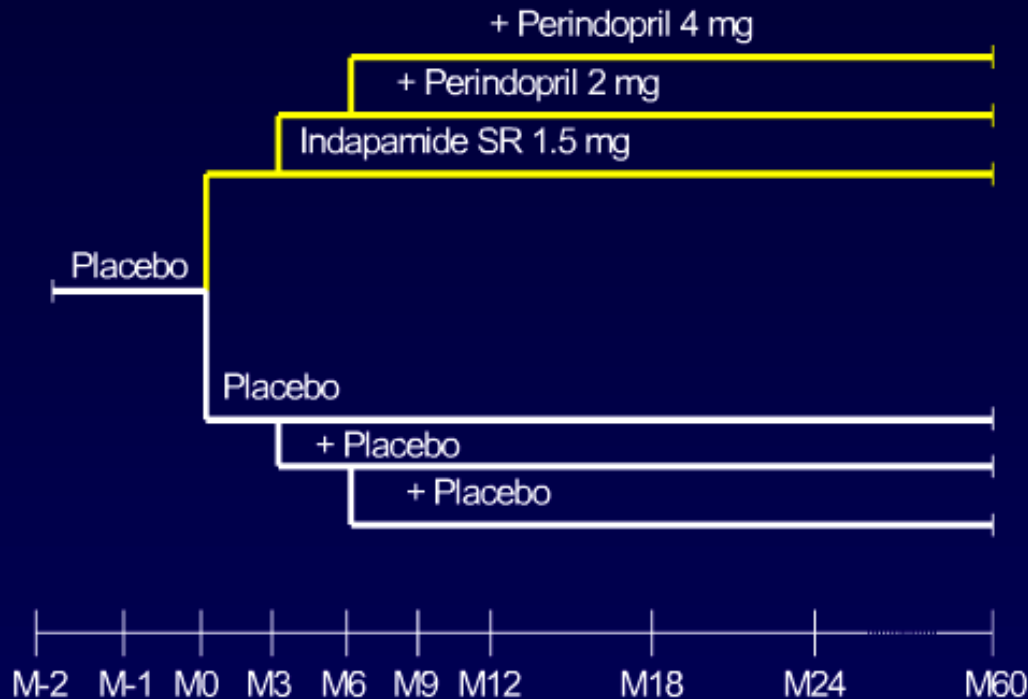 + Perindopril 4 mg
+ Perindopril 2 mg
Indapamide SR 1.5 mg
Placebo
Placebo
+ Placebo
+ Placebo
M-2 M-1 M0 M3 M6 M9 M12 M18 M24 M60